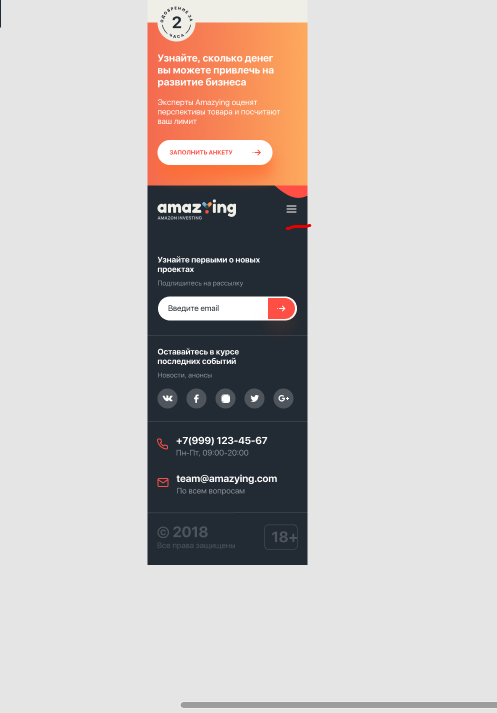 ОДОБРЕНИЕ ЗА
2
ЧАСА
Узнайте, сколько денег
вы можете привлечь на
развитие бизнеса
Эксперты Amazying оценят
перспективы товара и посчитают
ваш лимит
ЗАПОЛНИТЬ АНКЕТУ
amazying
AMAZON INVESTING
Узнайте первыми о новых
проектах
Подпишитесь на рассылку
Введите email
Оставайтесь в курсе
последних событий
Новости, анонсы
G+
+7(999) 123-45-67
Пн-Пт, 09:00-20:00
team@amazying.com
По всем вопросам
© 2018
18+
Все права защищены